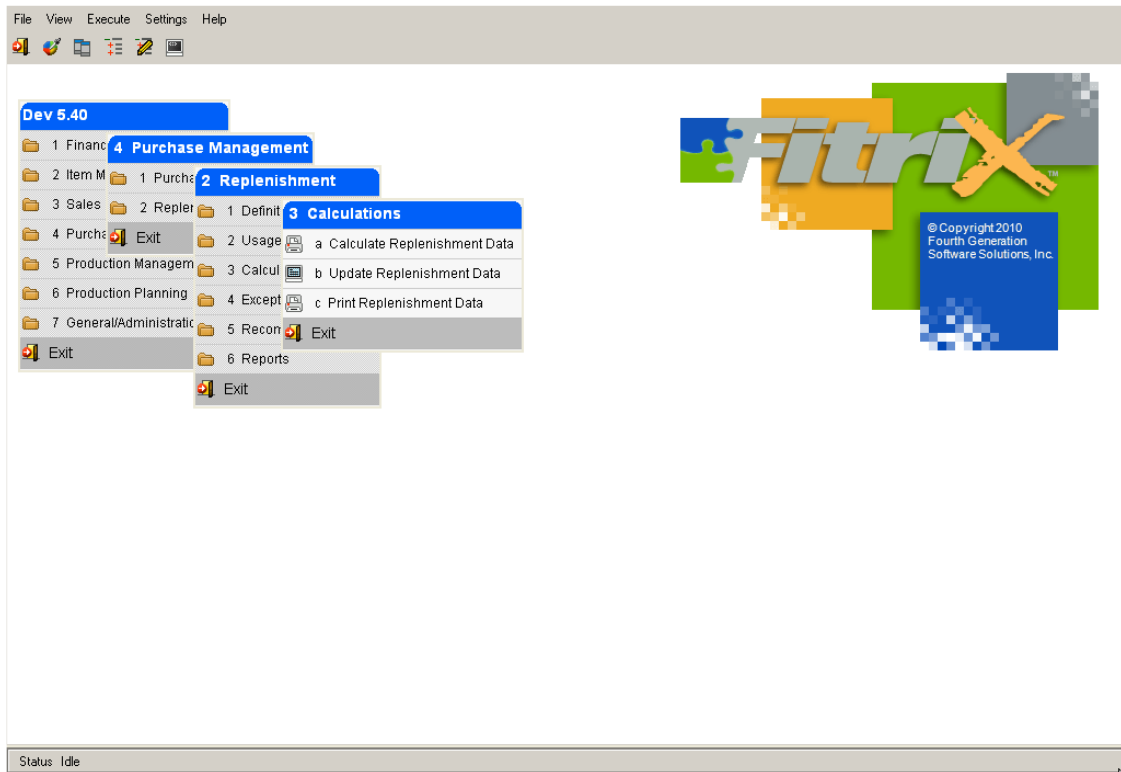 File View Execute Settings Help
Dev 5.40
1 Financ
2 Item M
3 Sales
4 Purcha
5 Production Managem
6 Production Planning
7 General/Administratic
Exit
4 Purchase Management
1 Purcha
2 Repler
Exit
2 Replenishment
1 Definit
2 Usage
3 Calcul
4 Except
5 Recon
6 Reports
Exit
3 Calculations
a Calculate Replenishment Data
b Update Replenishment Data
c Print Replenishment Data
Exit
FitriX
TM
© Copyright 2010
Fourth Generation
Software Solutions, Inc.
Status Idle